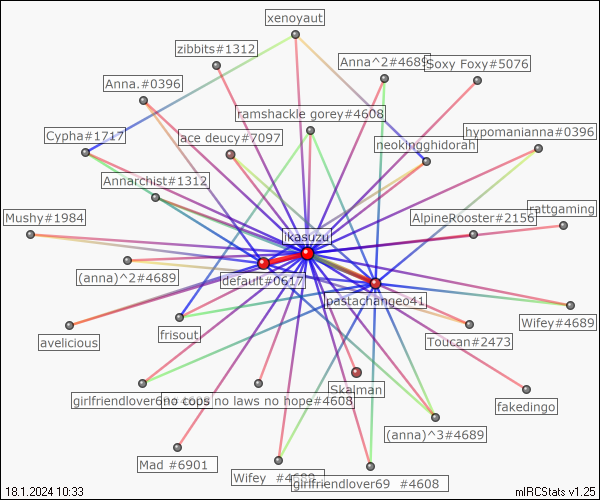 xenoyaut
zibbits#1312
Anna^2#4689
Soxy Foxy#5076
Anna.#0396
ramshackle gorey#4608
Cypha#1717
ace deucy#7097
neokingghidorah
hypomanianna#0396
Annarchist#1312
Mushy#1984
ikasuzu
AlpineRooster#2156
rattgaming
(anna)^2#4689
default#0617
pastachangeo41
avelicious
frisout
Toucan#2473
Wifey#4689
Skalman
girlfriendlover6
no cops no laws no hope#4608
fakedingo
(anna)^3#4689
Mad #6901
Wifey #4689
girlfriendlover69 #4608
18.1.2024 10:33
mIRCStats v1.25